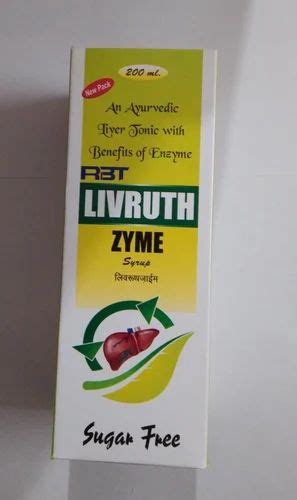 200 ml.
New Pack
An Ayurvedic
Liver Tonic with
Benefits of Enzyme
RBT
LIVRUTH
ZYME
Syrup
लिवरूथजाईम
Sugar Free